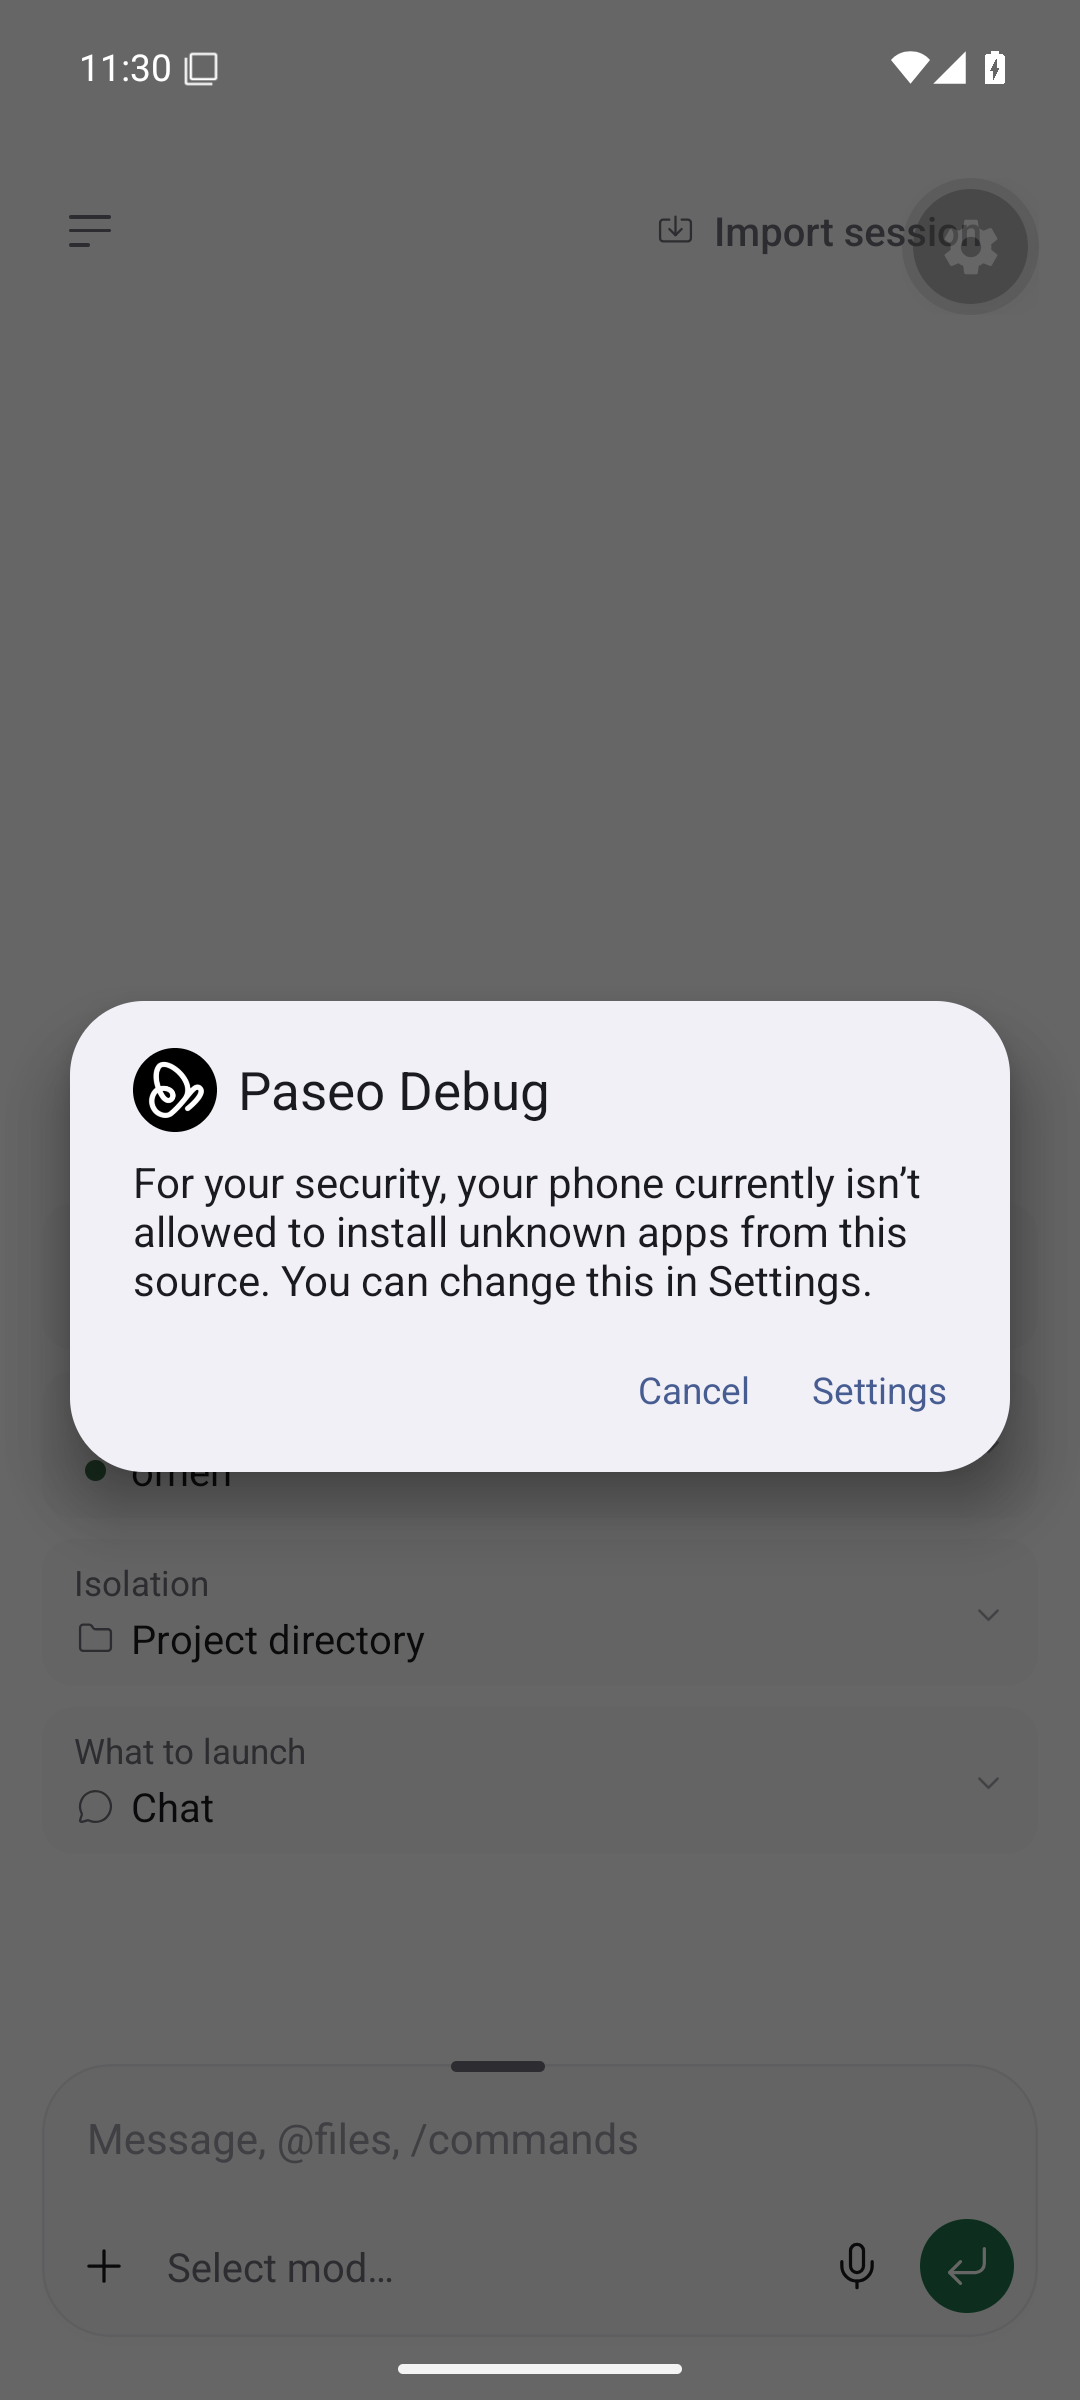 11:30
Import session
Paseo Debug
For your security, your phone currently isn’t
allowed to install unknown apps from this
source. You can change this in Settings.
Cancel
Settings
omen
Isolation
Project directory
What to launch
Chat
Message, @files, /commands
Select mod…